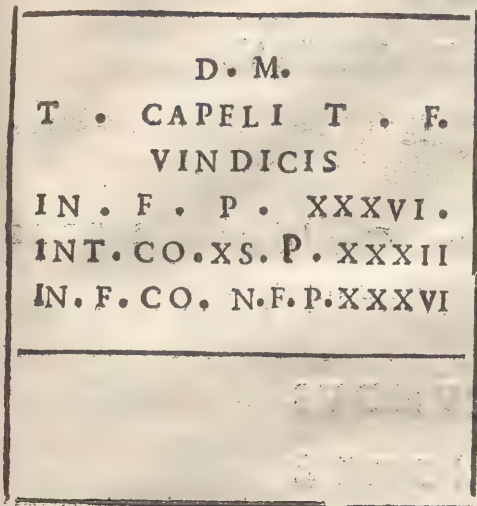 D. M.
T . CAPELI T . F.
VINDICIS
IN . F . P . XXXVI.
INT. CO. XS. P. XXXII
IN. F. CO. N. F. P. XXXVI